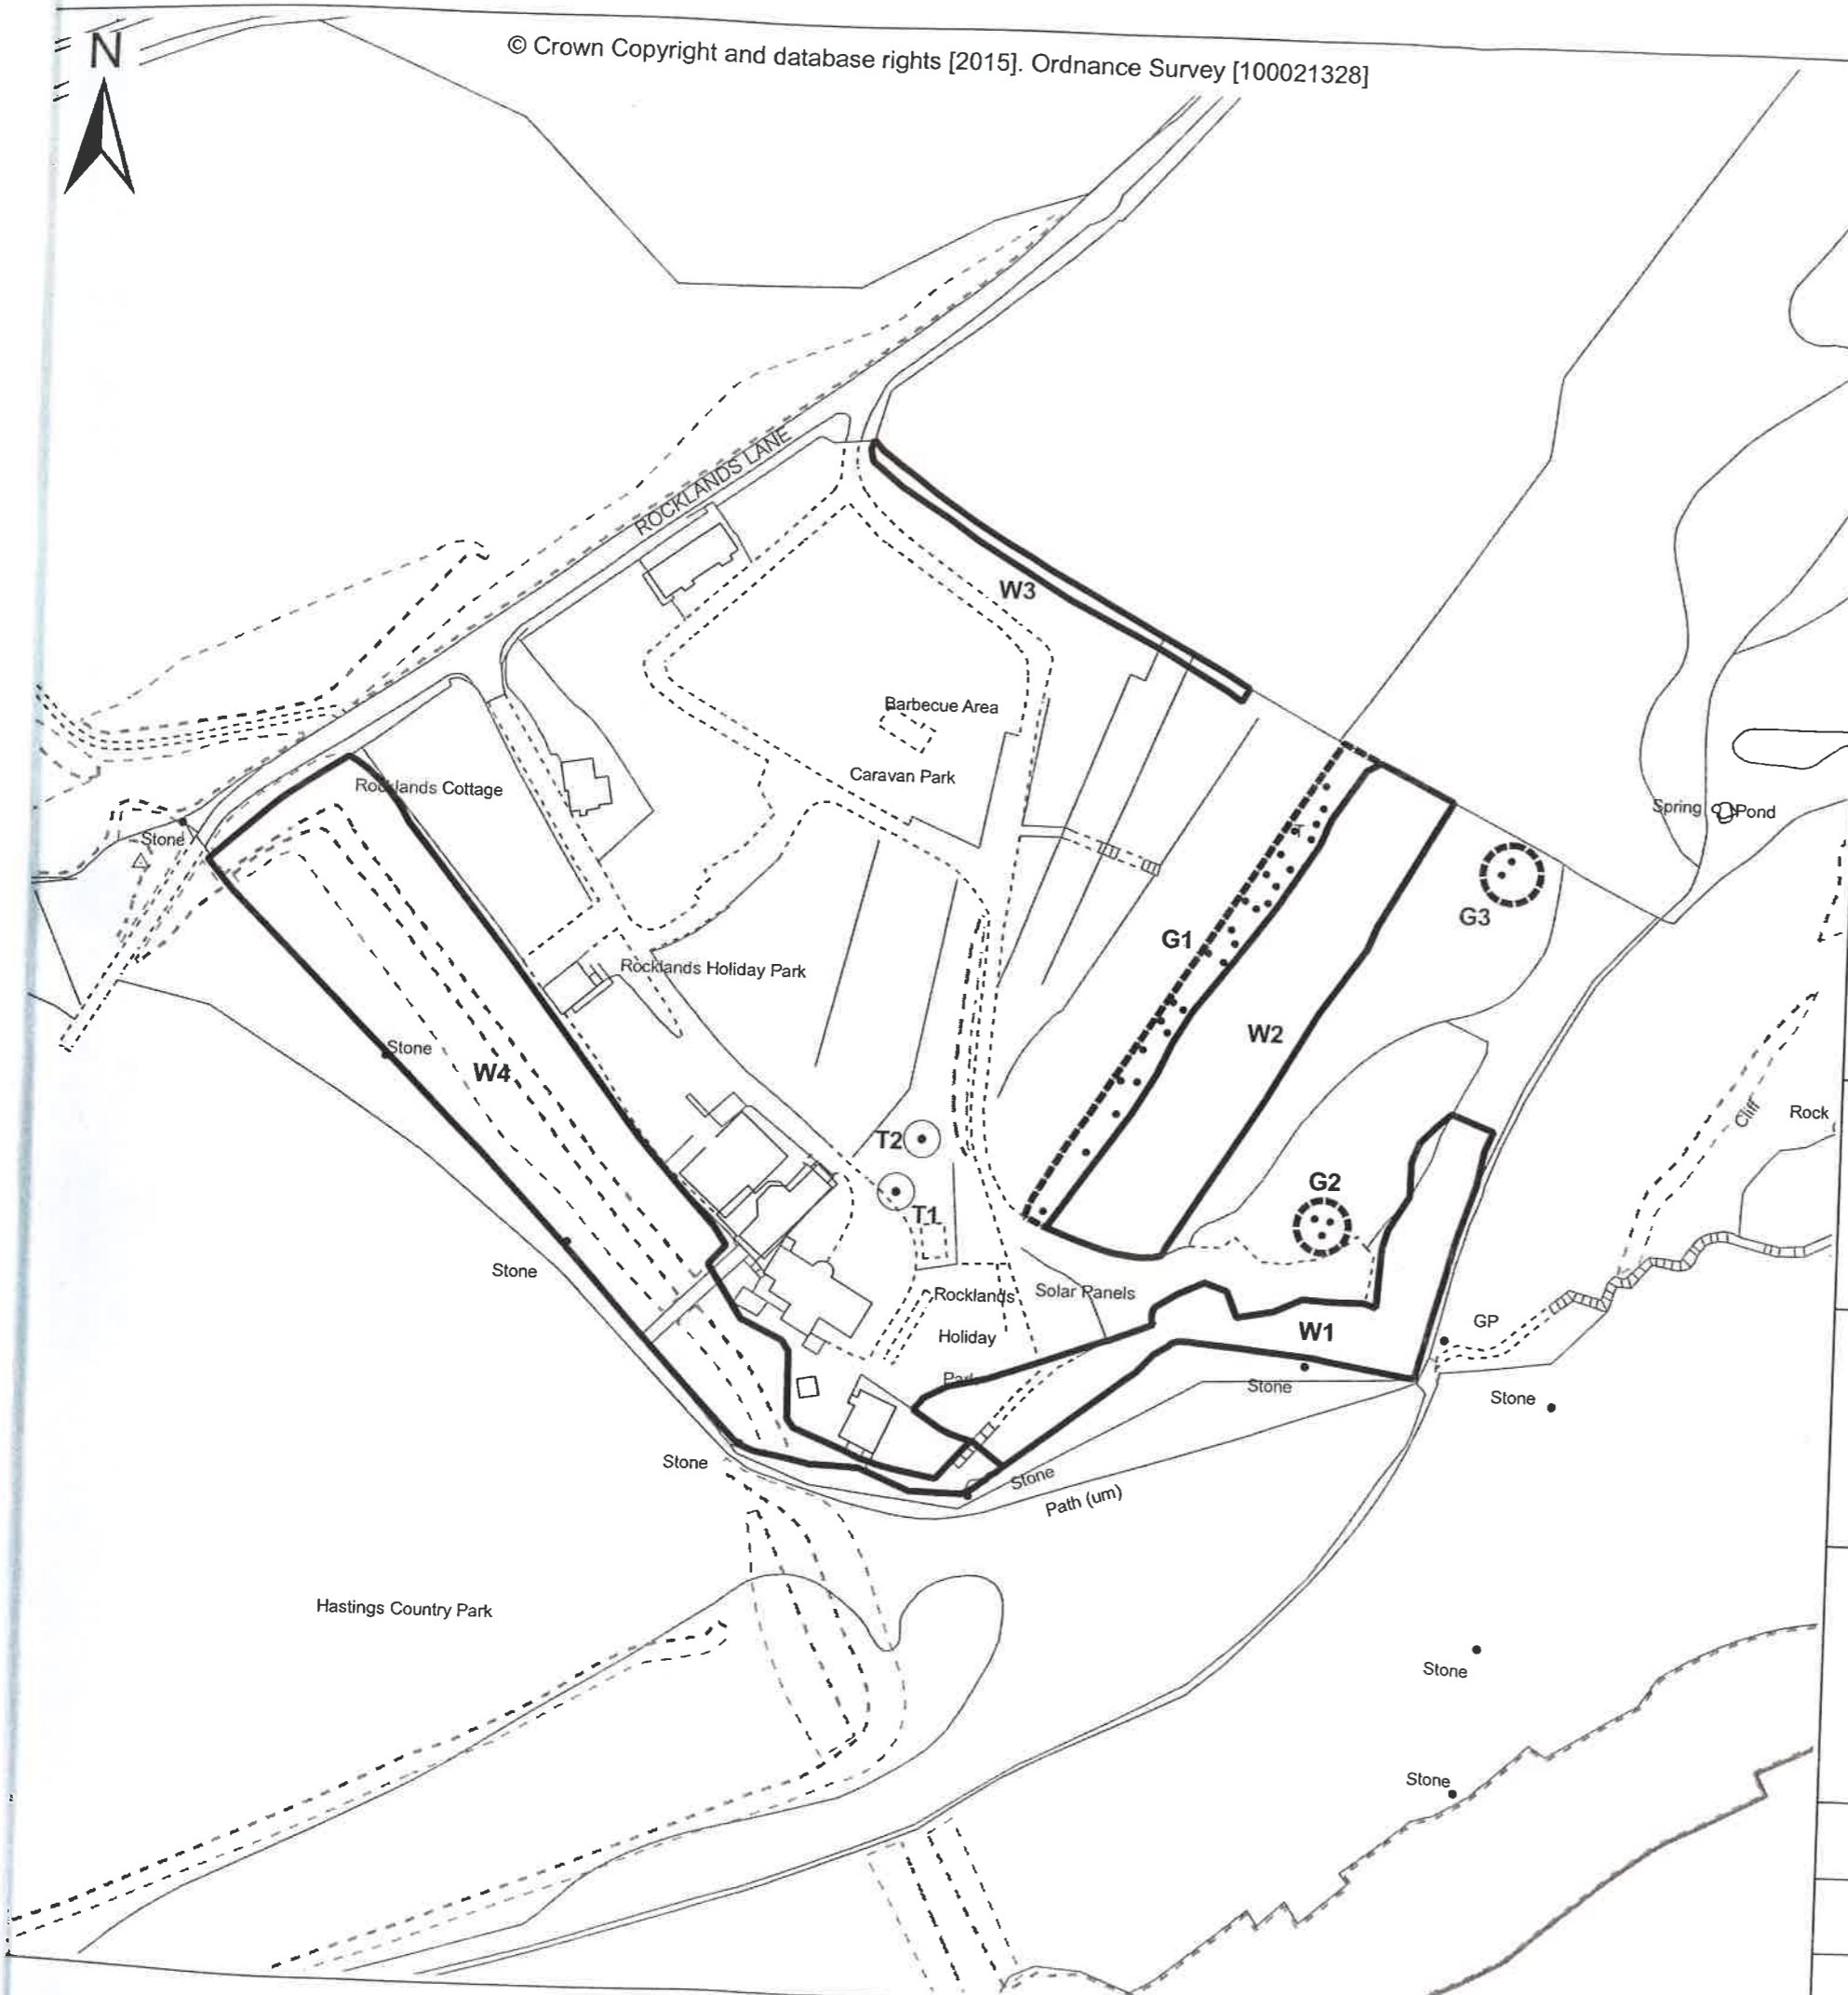 N
© Crown Copyright and database rights [2015]. Ordnance Survey [100021328]
ROCKLANDS LANE
W3
Barbecue Area
Caravan Park
Rocklands Cottage
Stone
Spring
Pond
G3
G1
Rocklands Holiday Park
W2
Stone
W4
Cliff
Rock
T2
T1
G2
Stone
Solar Panels
Rocklands
Holiday
Park
GP
W1
Stone
Stone
Stone
Stone
Path (um)
Hastings Country Park
Stone
Stone